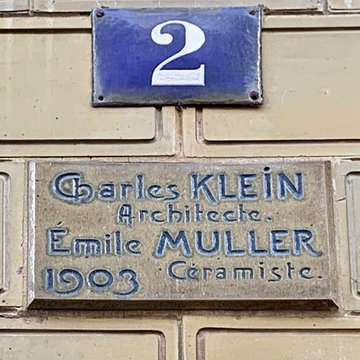 2
Charles KLEIN
Architecte.
Émile MULLER
1903 Céramiste.